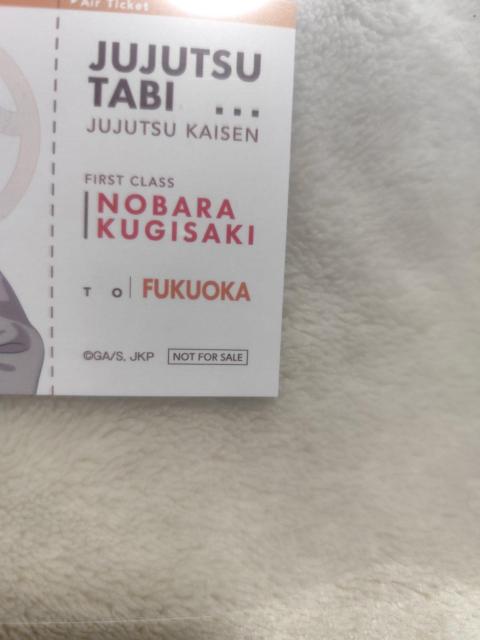 Air Ticket
JUJUTSU
TABI ...
JUJUTSU KAISEN
FIRST CLASS
NOBARA
KUGISAKI
TO FUKUOKA
©GA/S, JKP NOT FOR SALE